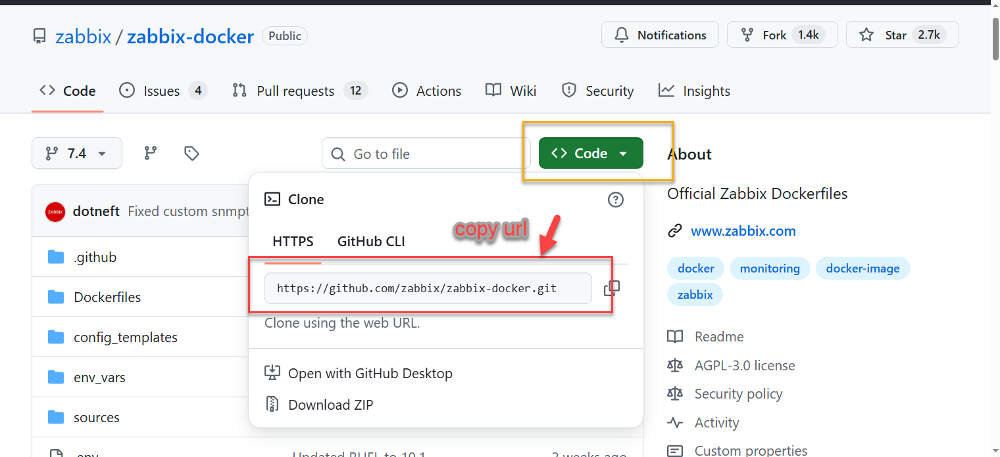 zabbix / zabbix-docker Public
Notifications Fork 1.4k Star 2.7k
Code Issues 4 Pull requests 12 Actions Wiki Security Insights
7.4 Go to file Code
About
Clone
Official Zabbix Dockerfiles
ZABBIX dotneft Fixed custom snmpt
copy url
www.zabbix.com
HTTPS GitHub CLI
.github
docker monitoring docker-image
https://github.com/zabbix/zabbix-docker.git
zabbix
Dockerfiles
Clone using the web URL.
config_templates
Readme
AGPL-3.0 license
env_vars
Open with GitHub Desktop
Security policy
Download ZIP
sources
Activity
.env Updated RHEL to 10.1 2 weeks ago
Custom properties